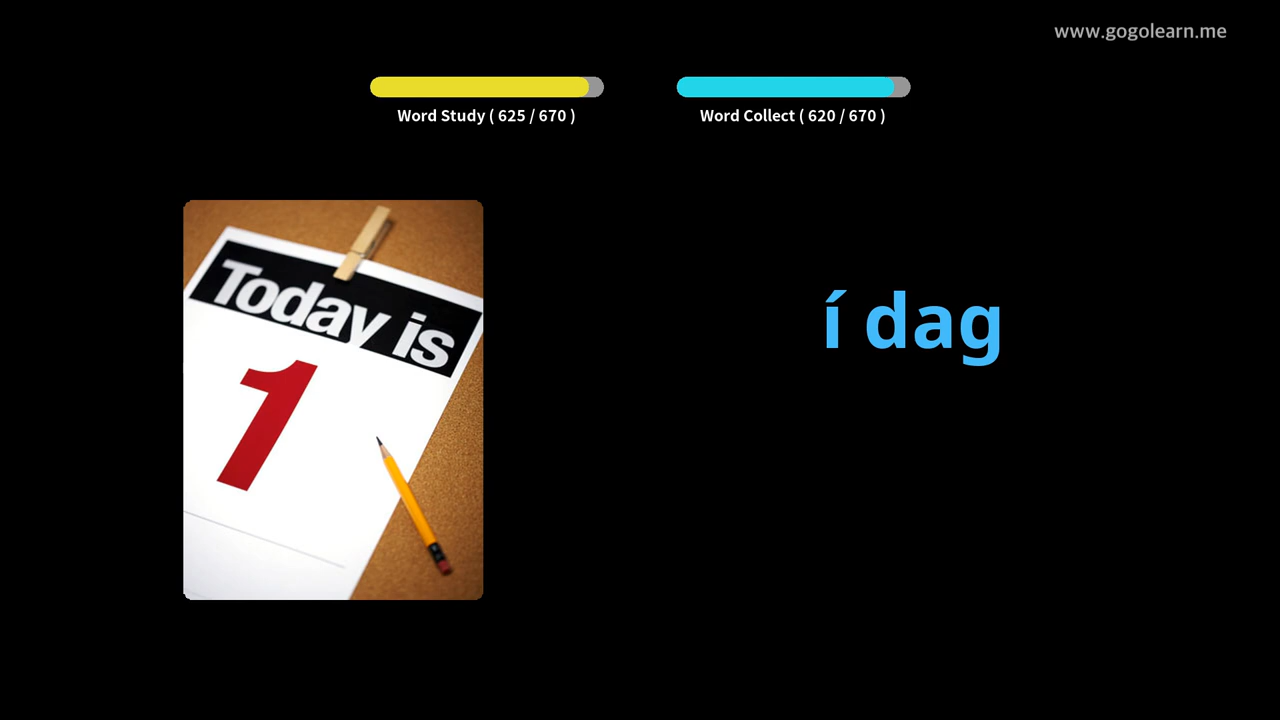 www.gogolearn.me
Word Study ( 625 / 670 )
Word Collect ( 620 / 670 )
Today is
1
í dag